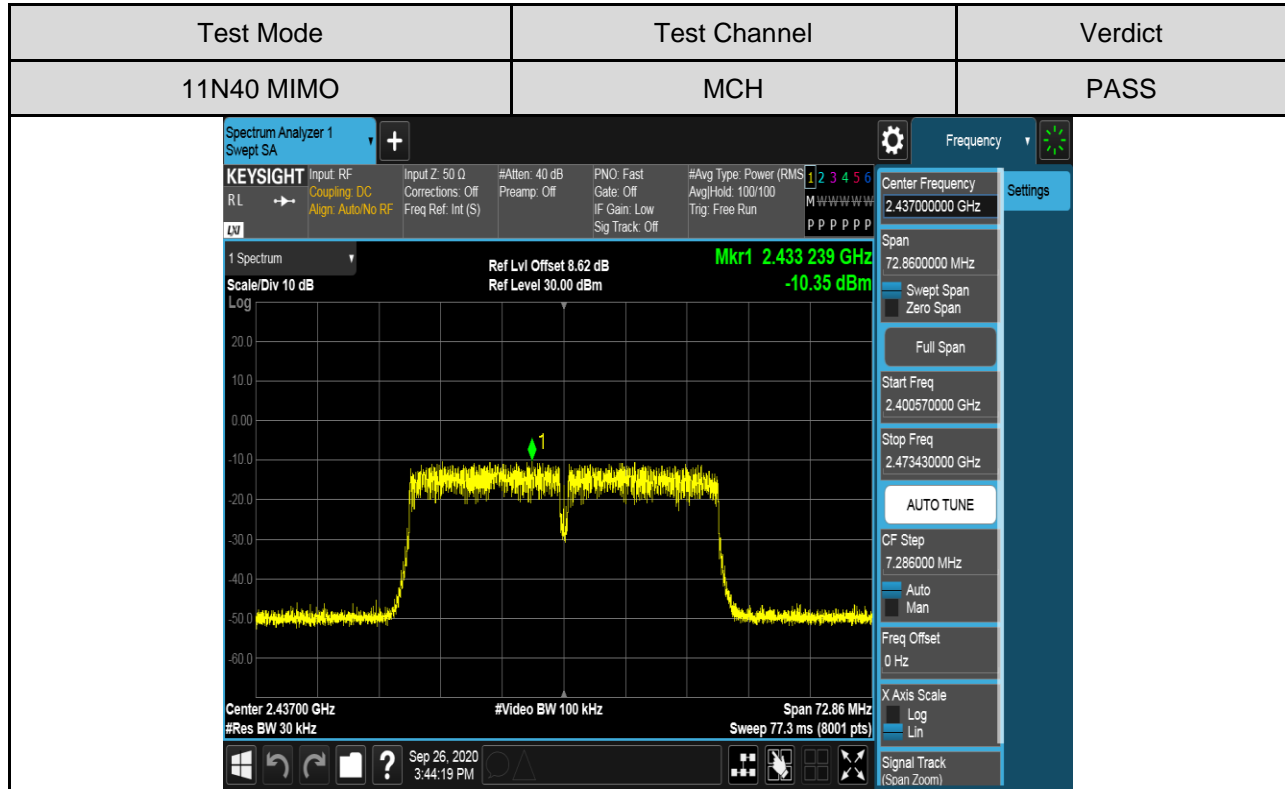 Test Mode Test Channel Verdict
11N40 MIMO MCH PASS
Spectrum Analyzer 1
Swept SA
Frequency
KEYSIGHT Input: RF Input Z: 50 Ω #Atten: 40 dB PNO: Fast #Avg Type: Power (RMS 1 2 3 4 5 6
RL Coupling: DC Corrections: Off Preamp: Off Gate: Off Avg|Hold: 100/100 M W W W W W
Align: Auto/No RF Freq Ref: Int (S) IF Gain: Low Trig: Free Run
LXI Sig Track: Off P P P P P P
1 Spectrum
Scale/Div 10 dB
Ref Lvl Offset 8.62 dB
Ref Level 30.00 dBm
Mkr1 2.433 239 GHz
-10.35 dBm
Log
20.0
10.0
0.00
-10.0
-20.0
-30.0
-40.0
-50.0
-60.0
1
Center 2.43700 GHz #Video BW 100 kHz Span 72.86 MHz
#Res BW 30 kHz Sweep 77.3 ms (8001 pts)
Sep 26, 2020
3:44:19 PM
?
Center Frequency
2.437000000 GHz
Settings
Span
72.8600000 MHz
Swept Span
Zero Span
Full Span
Start Freq
2.400570000 GHz
Stop Freq
2.473430000 GHz
AUTO TUNE
CF Step
7.286000 MHz
Auto
Man
Freq Offset
0 Hz
X Axis Scale
Log
Lin
Signal Track
(Span Zoom)